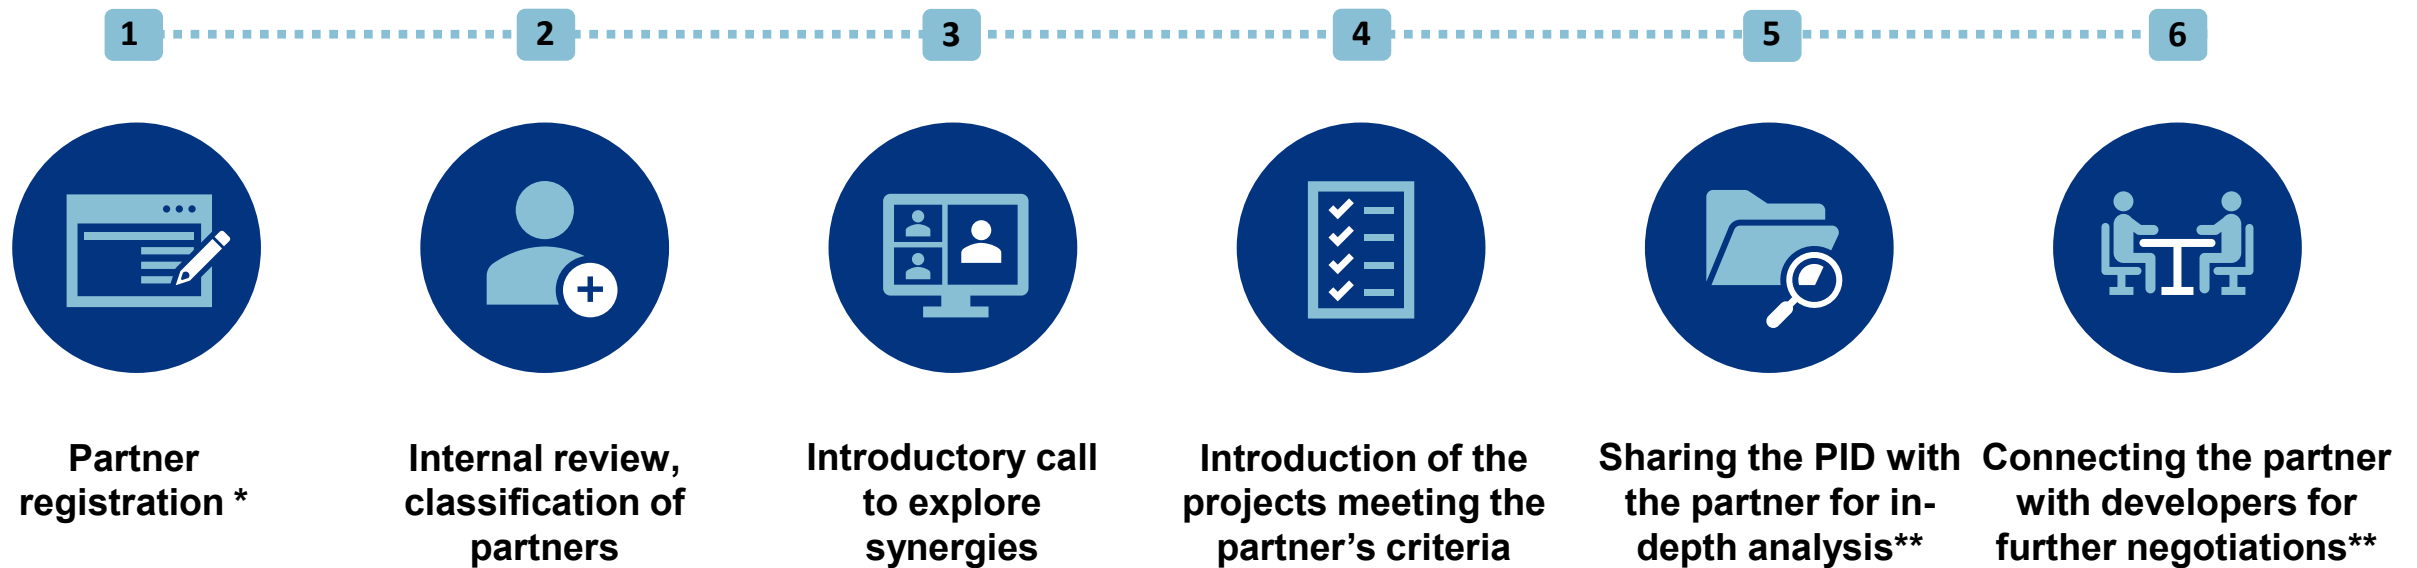 1
2
3
4
5
6
Partner
registration *
Internal review,
classification of
partners
Introductory call
to explore
synergies
Introduction of the
projects meeting the
partner’s criteria
Sharing the PID with
the partner for in-
depth analysis**
Connecting the partner
with developers for
further negotiations**